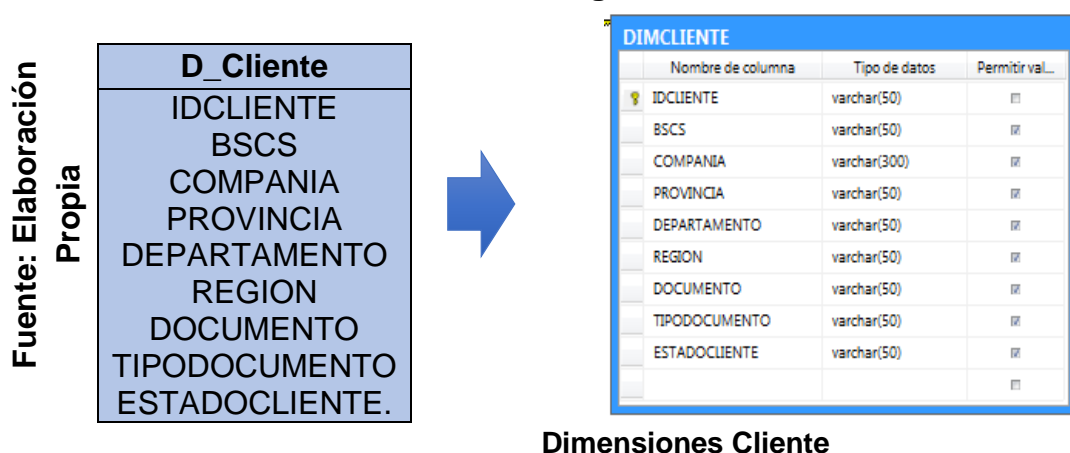 Fuente: Elaboración
Propia
D_Cliente
IDCLIENTE
BSCS
COMPANIA
PROVINCIA
DEPARTAMENTO
REGION
DOCUMENTO
TIPODOCUMENTO
ESTADOCLIENTE.
DIMCLIENTE
Nombre de columna Tipo de datos Permitir val...
IDCLIENTE varchar(50)
BSCS varchar(50)
COMPANIA varchar(300)
PROVINCIA varchar(50)
DEPARTAMENTO varchar(50)
REGION varchar(50)
DOCUMENTO varchar(50)
TIPODOCUMENTO varchar(50)
ESTADOCLIENTE varchar(50)
Dimensiones Cliente